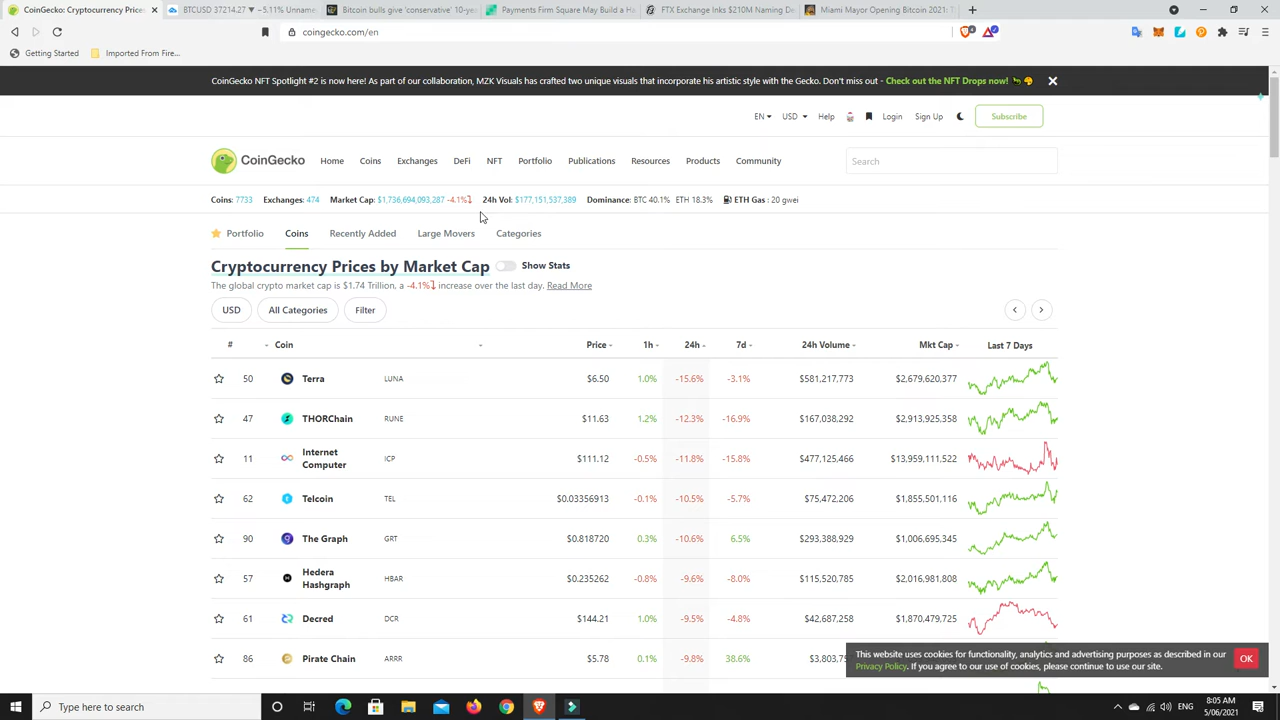 CoinGecko: Cryptocurrency Prices
BTCUSD 37214.27 ▼ −5.11% Unname
Bitcoin bulls give 'conservative' 10-ye
Payments Firm Square May Build a Ha
FTX Exchange Inks $210M Naming De
Miami Mayor Opening Bitcoin 2021: T
coingecko.com/en
Getting Started
Imported From Fire...
CoinGecko NFT Spotlight #2 is now here! As part of our collaboration, MZK Visuals has crafted two unique visuals that incorporate his artistic style with the Gecko. Don't miss out - Check out the NFT Drops now!
EN USD Help Login Sign Up Subscribe
CoinGecko Home Coins Exchanges DeFi NFT Portfolio Publications Resources Products Community Search
Coins: 7733 Exchanges: 474 Market Cap: $1,736,694,093,287 -4.1% 24h Vol: $177,151,537,389 Dominance: BTC 40.1% ETH 18.3% ETH Gas : 20 gwei
Portfolio Coins Recently Added Large Movers Categories
Cryptocurrency Prices by Market Cap Show Stats
The global crypto market cap is $1.74 Trillion, a -4.1% increase over the last day. Read More
USD All Categories Filter
# Coin Price 1h 24h 7d 24h Volume Mkt Cap Last 7 Days
50 Terra LUNA $6.50 1.0% -15.6% -3.1% $581,217,773 $2,679,620,377
47 THORChain RUNE $11.63 1.2% -12.3% -16.9% $167,038,292 $2,913,925,358
11 Internet Computer ICP $111.12 -0.5% -11.8% -15.8% $477,125,466 $13,959,111,522
62 Telcoin TEL $0.03356913 -0.1% -10.5% -5.7% $75,472,206 $1,855,501,116
90 The Graph GRT $0.818720 0.3% -10.6% 6.5% $293,388,929 $1,006,695,345
57 Hedera Hashgraph HBAR $0.235262 -0.8% -9.6% -8.0% $115,520,785 $2,016,981,808
61 Decred DCR $144.21 1.0% -9.5% -4.8% $42,687,258 $1,870,479,725
86 Pirate Chain ARRR $5.78 0.1% -9.8% 38.6% $3,803,75
This website uses cookies for functionality, analytics and advertising purposes as described in our
Privacy Policy. If you agree to our use of cookies, please continue to use our site.
OK
Type here to search
ENG
8:05 AM
5/06/2021